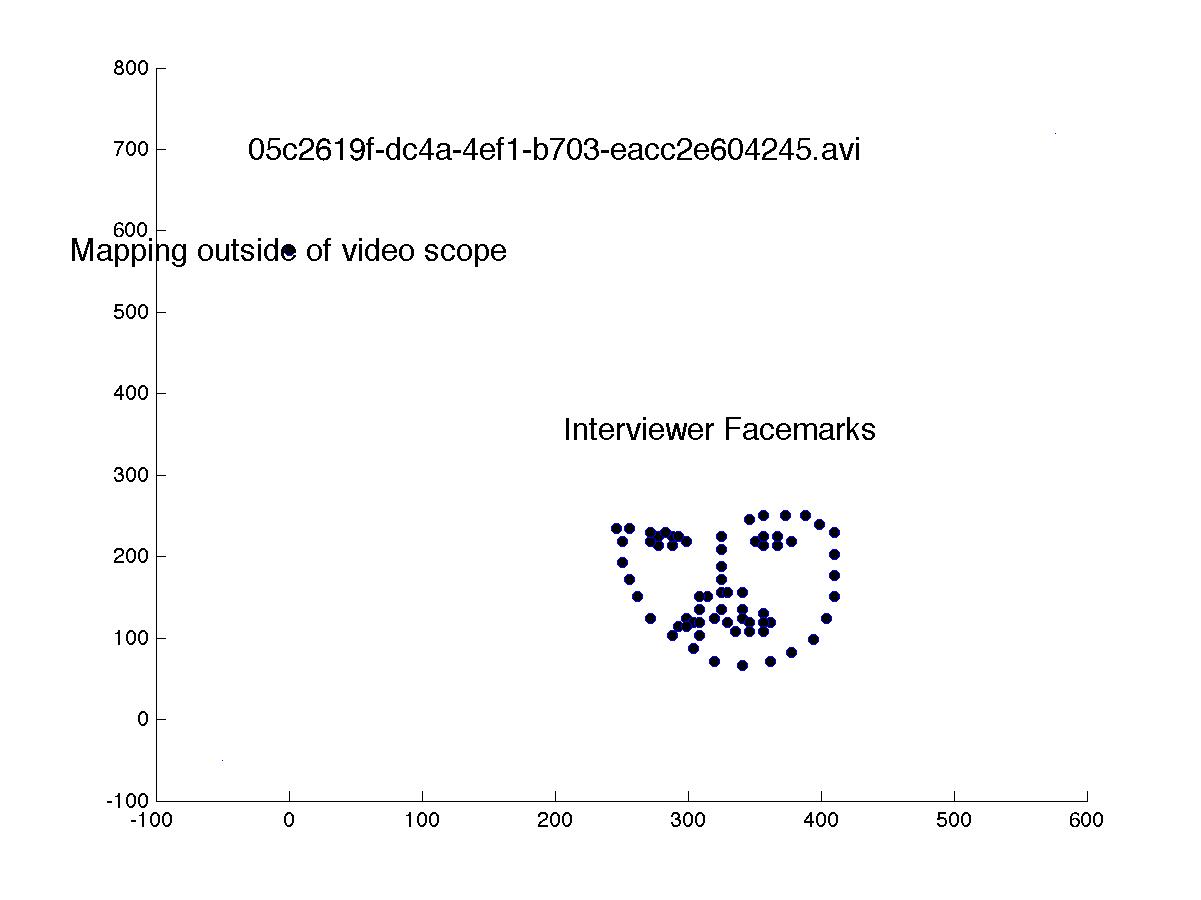 800
700
05c2619f-dc4a-4ef1-b703-eacc2e604245.avi
600
Mapping outside of video scope
500
400
Interviewer Facemarks
300
200
100
0
-100
-100 0 100 200 300 400 500 600